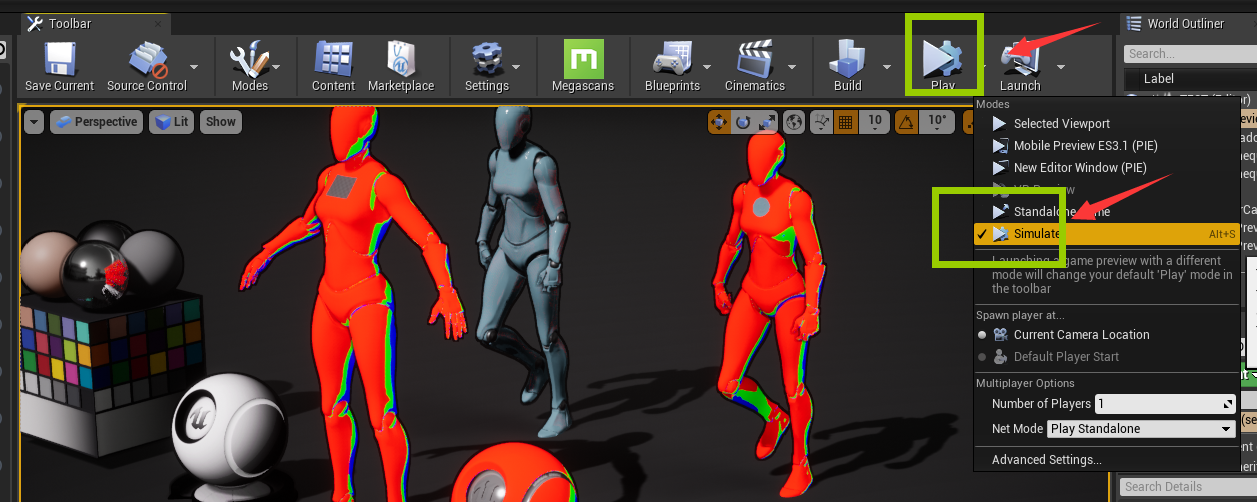 Toolbar
World Outliner
Save Current
Source Control
Modes
Content
Marketplace
Settings
Megascans
Blueprints
Cinematics
Build
Play
Launch
Search...
Label
Perspective
Lit
Show
10
10°
Modes
Selected Viewport
Mobile Preview ES3.1 (PIE)
New Editor Window (PIE)
VR Preview
Standalone
Simulate
Alt+S
Launching a game preview with a different
mode will change your default 'Play' mode in
the toolbar
Spawn player at...
Current Camera Location
Default Player Start
Multiplayer Options
Number of Players
1
Net Mode
Play Standalone
Advanced Settings...
Search Details